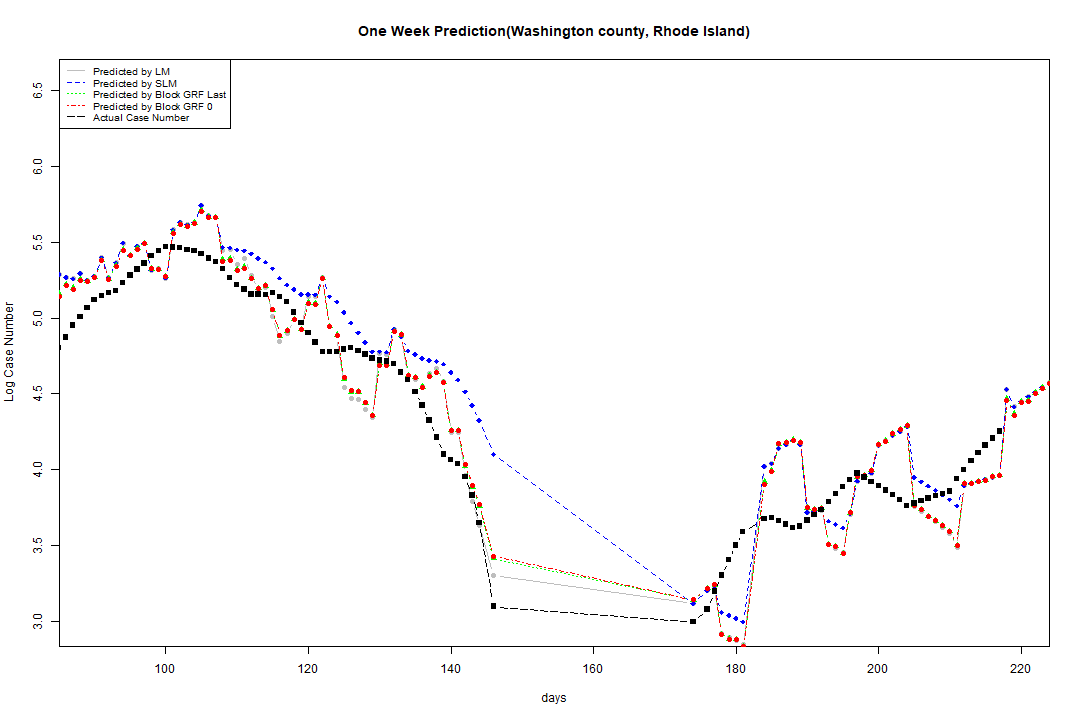 One Week Prediction(Washington county, Rhode Island)
Predicted by LM
Predicted by SLM
Predicted by Block GRF Last
Predicted by Block GRF 0
Actual Case Number
Log Case Number
6.5
6.0
5.5
5.0
4.5
4.0
3.5
3.0
100 120 140 160 180 200 220
days